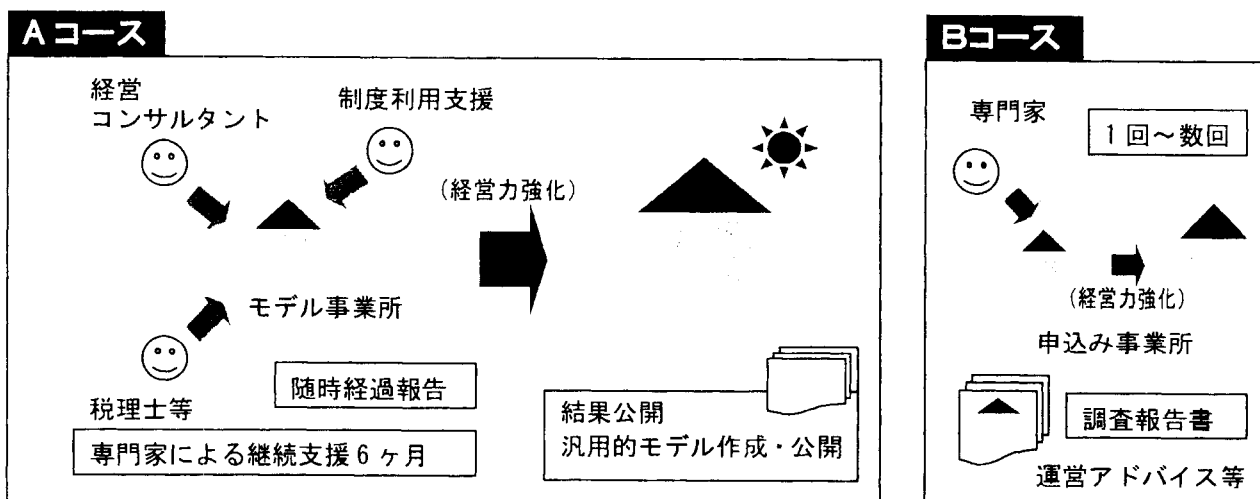 Aコース
経営
コンサルタント
制度利用支援
(経営力強化)
モデル事業所
随時経過報告
税理士等
専門家による継続支援6ヶ月
結果公開
汎用的モデル作成・公開
Bコース
専門家
1回~数回
(経営力強化)
申込み事業所
調査報告書
運営アドバイス等